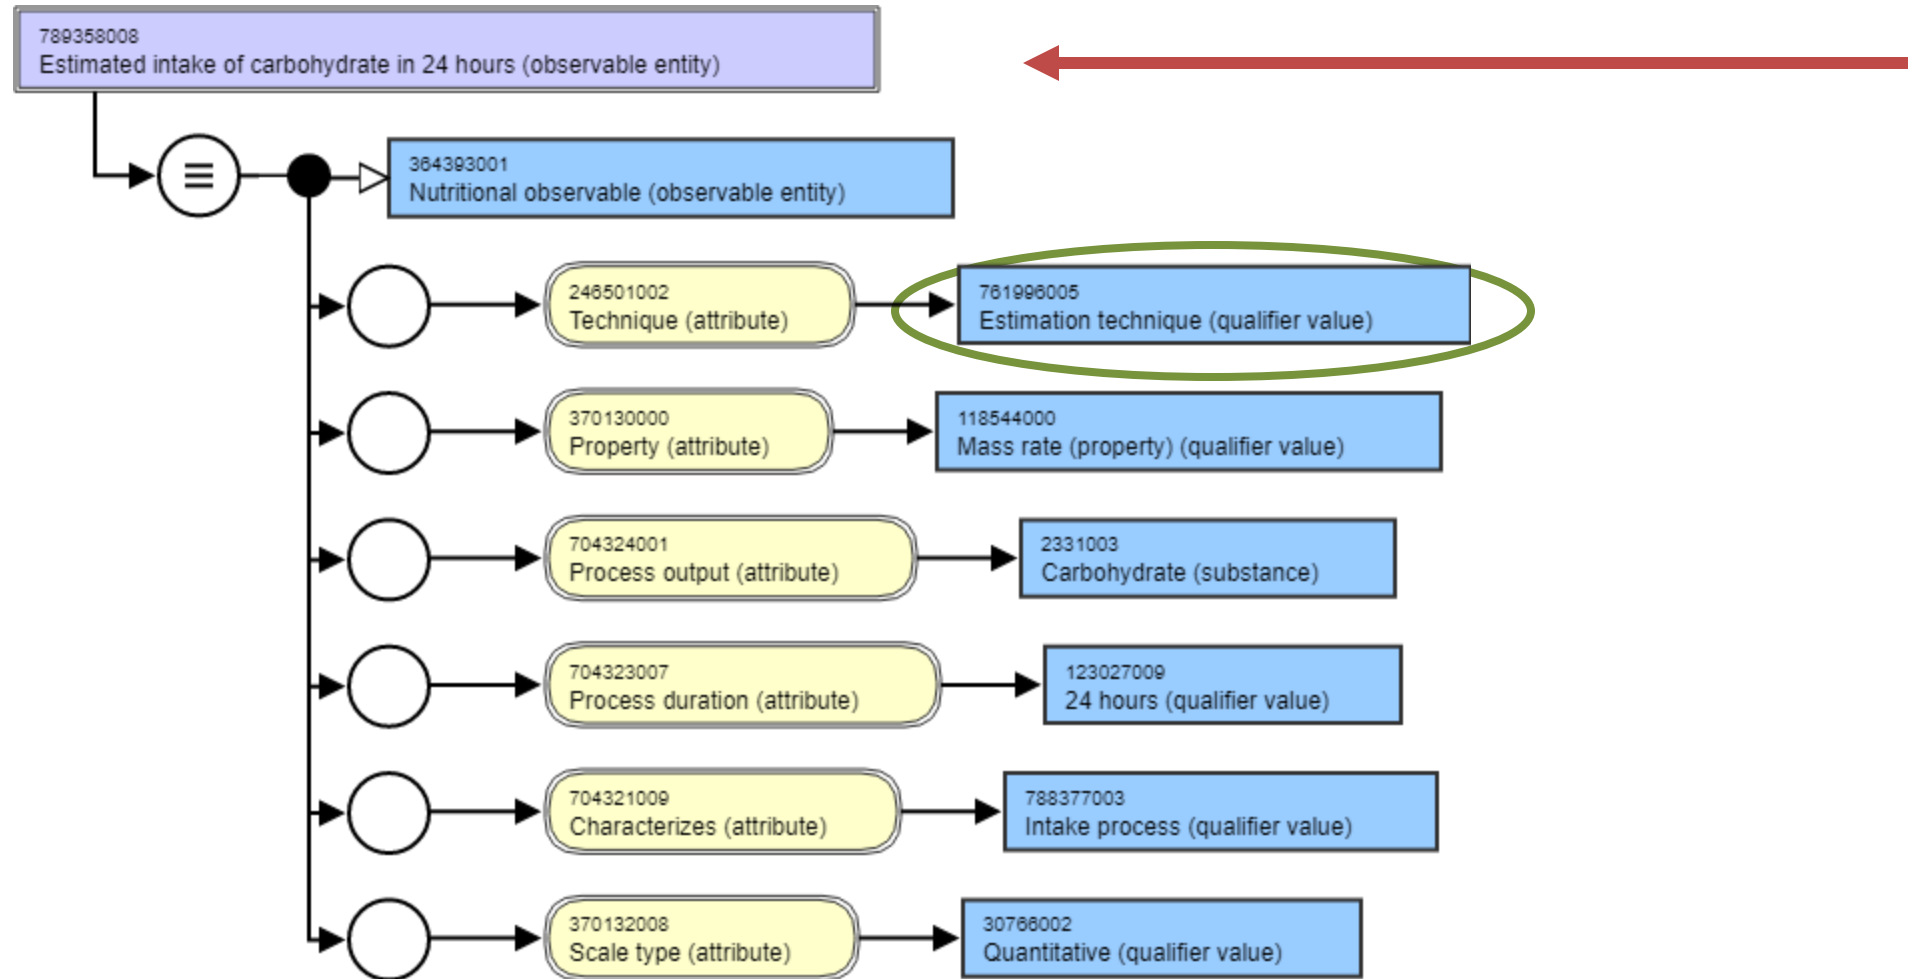 789358008
Estimated intake of carbohydrate in 24 hours (observable entity)
364393001
Nutritional observable (observable entity)
246501002
Technique (attribute)
761996005
Estimation technique (qualifier value)
370130000
Property (attribute)
118544000
Mass rate (property) (qualifier value)
704324001
Process output (attribute)
2331003
Carbohydrate (substance)
704323007
Process duration (attribute)
123027009
24 hours (qualifier value)
704321009
Characterizes (attribute)
788377003
Intake process (qualifier value)
370132008
Scale type (attribute)
30766002
Quantitative (qualifier value)